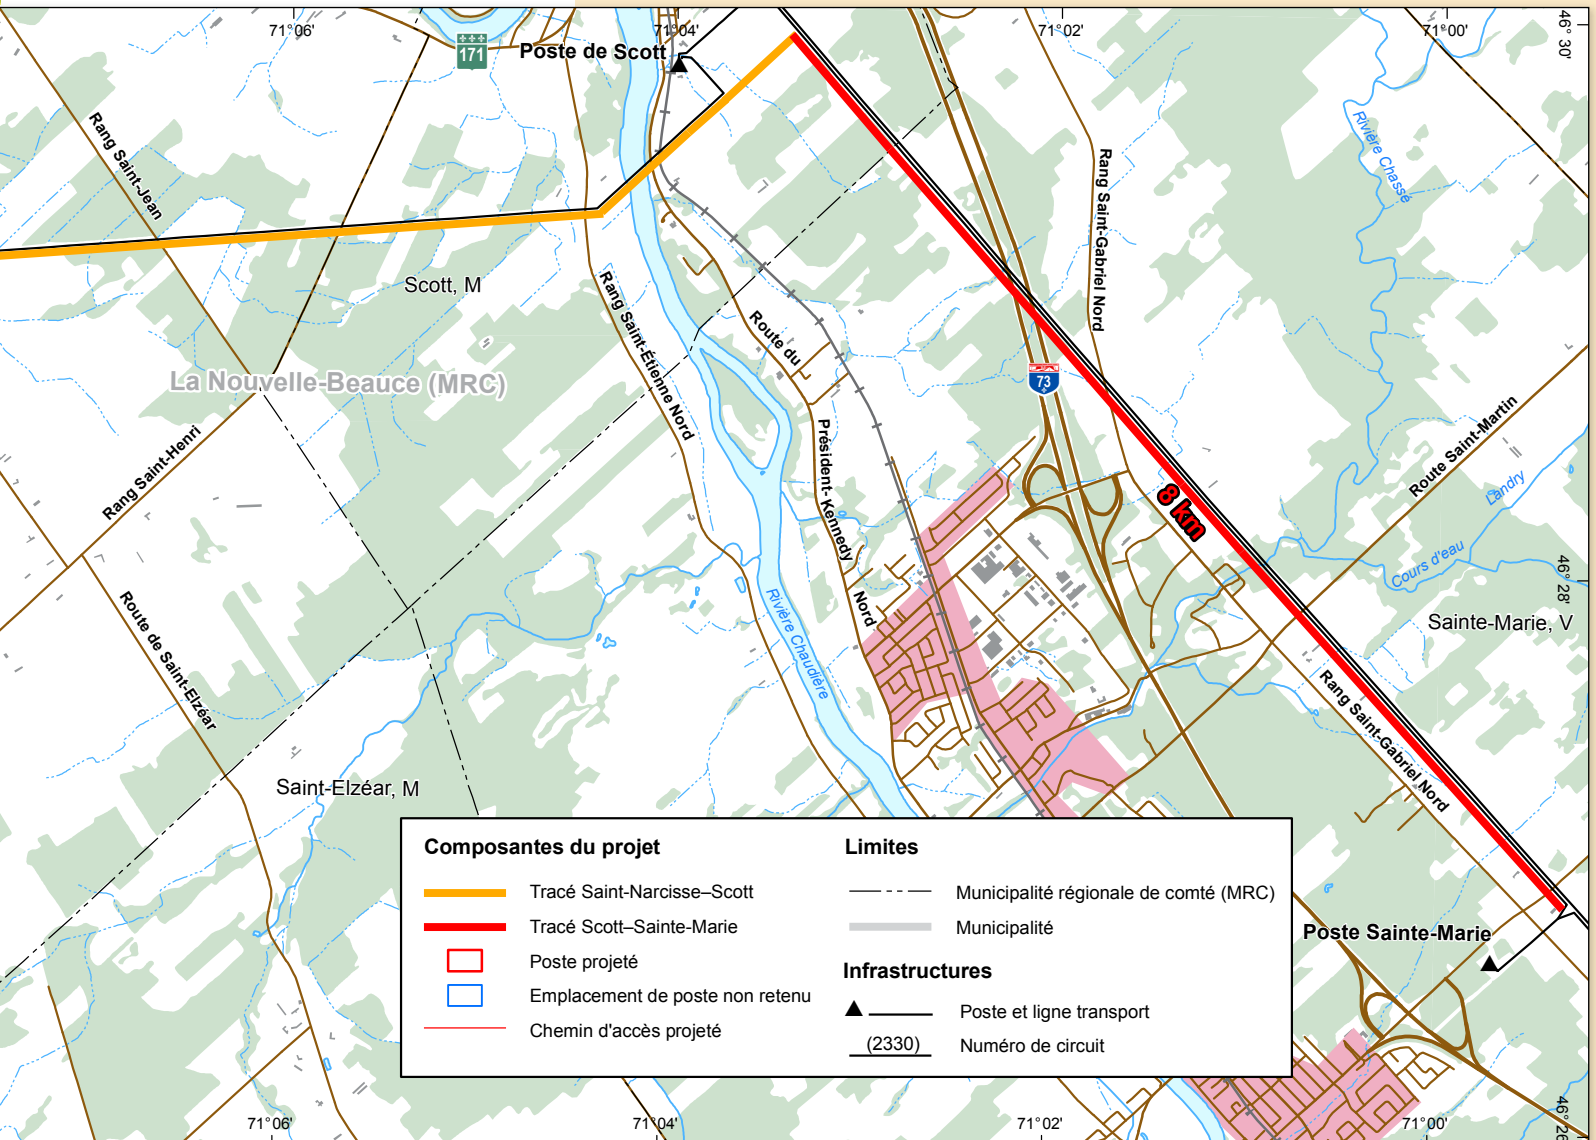 71°06'
71°04'
71°02'
71°00'
46° 30'
171
Poste de Scott
Rang Saint-Jean
Rivière Chasse
Rang Saint-Gabriel Nord
Scott, M
Rang Saint-Étienne Nord
Route du
Président-Kennedy
Nord
La Nouvelle-Beauce (MRC)
73
Rang Saint-Henri
Route Saint-Martin
8 km
Landry
Cours d'eau
46° 28'
Route de Saint-Elzéar
Rivière Chaudière
Sainte-Marie, V
Rang Saint-Gabriel Nord
Saint-Elzéar, M
Poste Sainte-Marie
Composantes du projet
Tracé Saint-Narcisse–Scott
Tracé Scott–Sainte-Marie
Poste projeté
Emplacement de poste non retenu
Chemin d'accès projeté
Limites
Municipalité régionale de comté (MRC)
Municipalité
Infrastructures
Poste et ligne transport
(2330)
Numéro de circuit
71°06'
71°04'
71°02'
71°00'
46° 26'